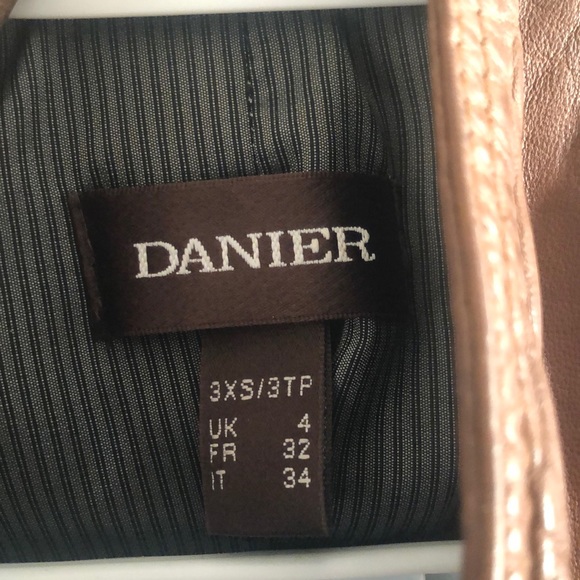 DANIER
3XS/3TP
UK 4
FR 32
IT 34